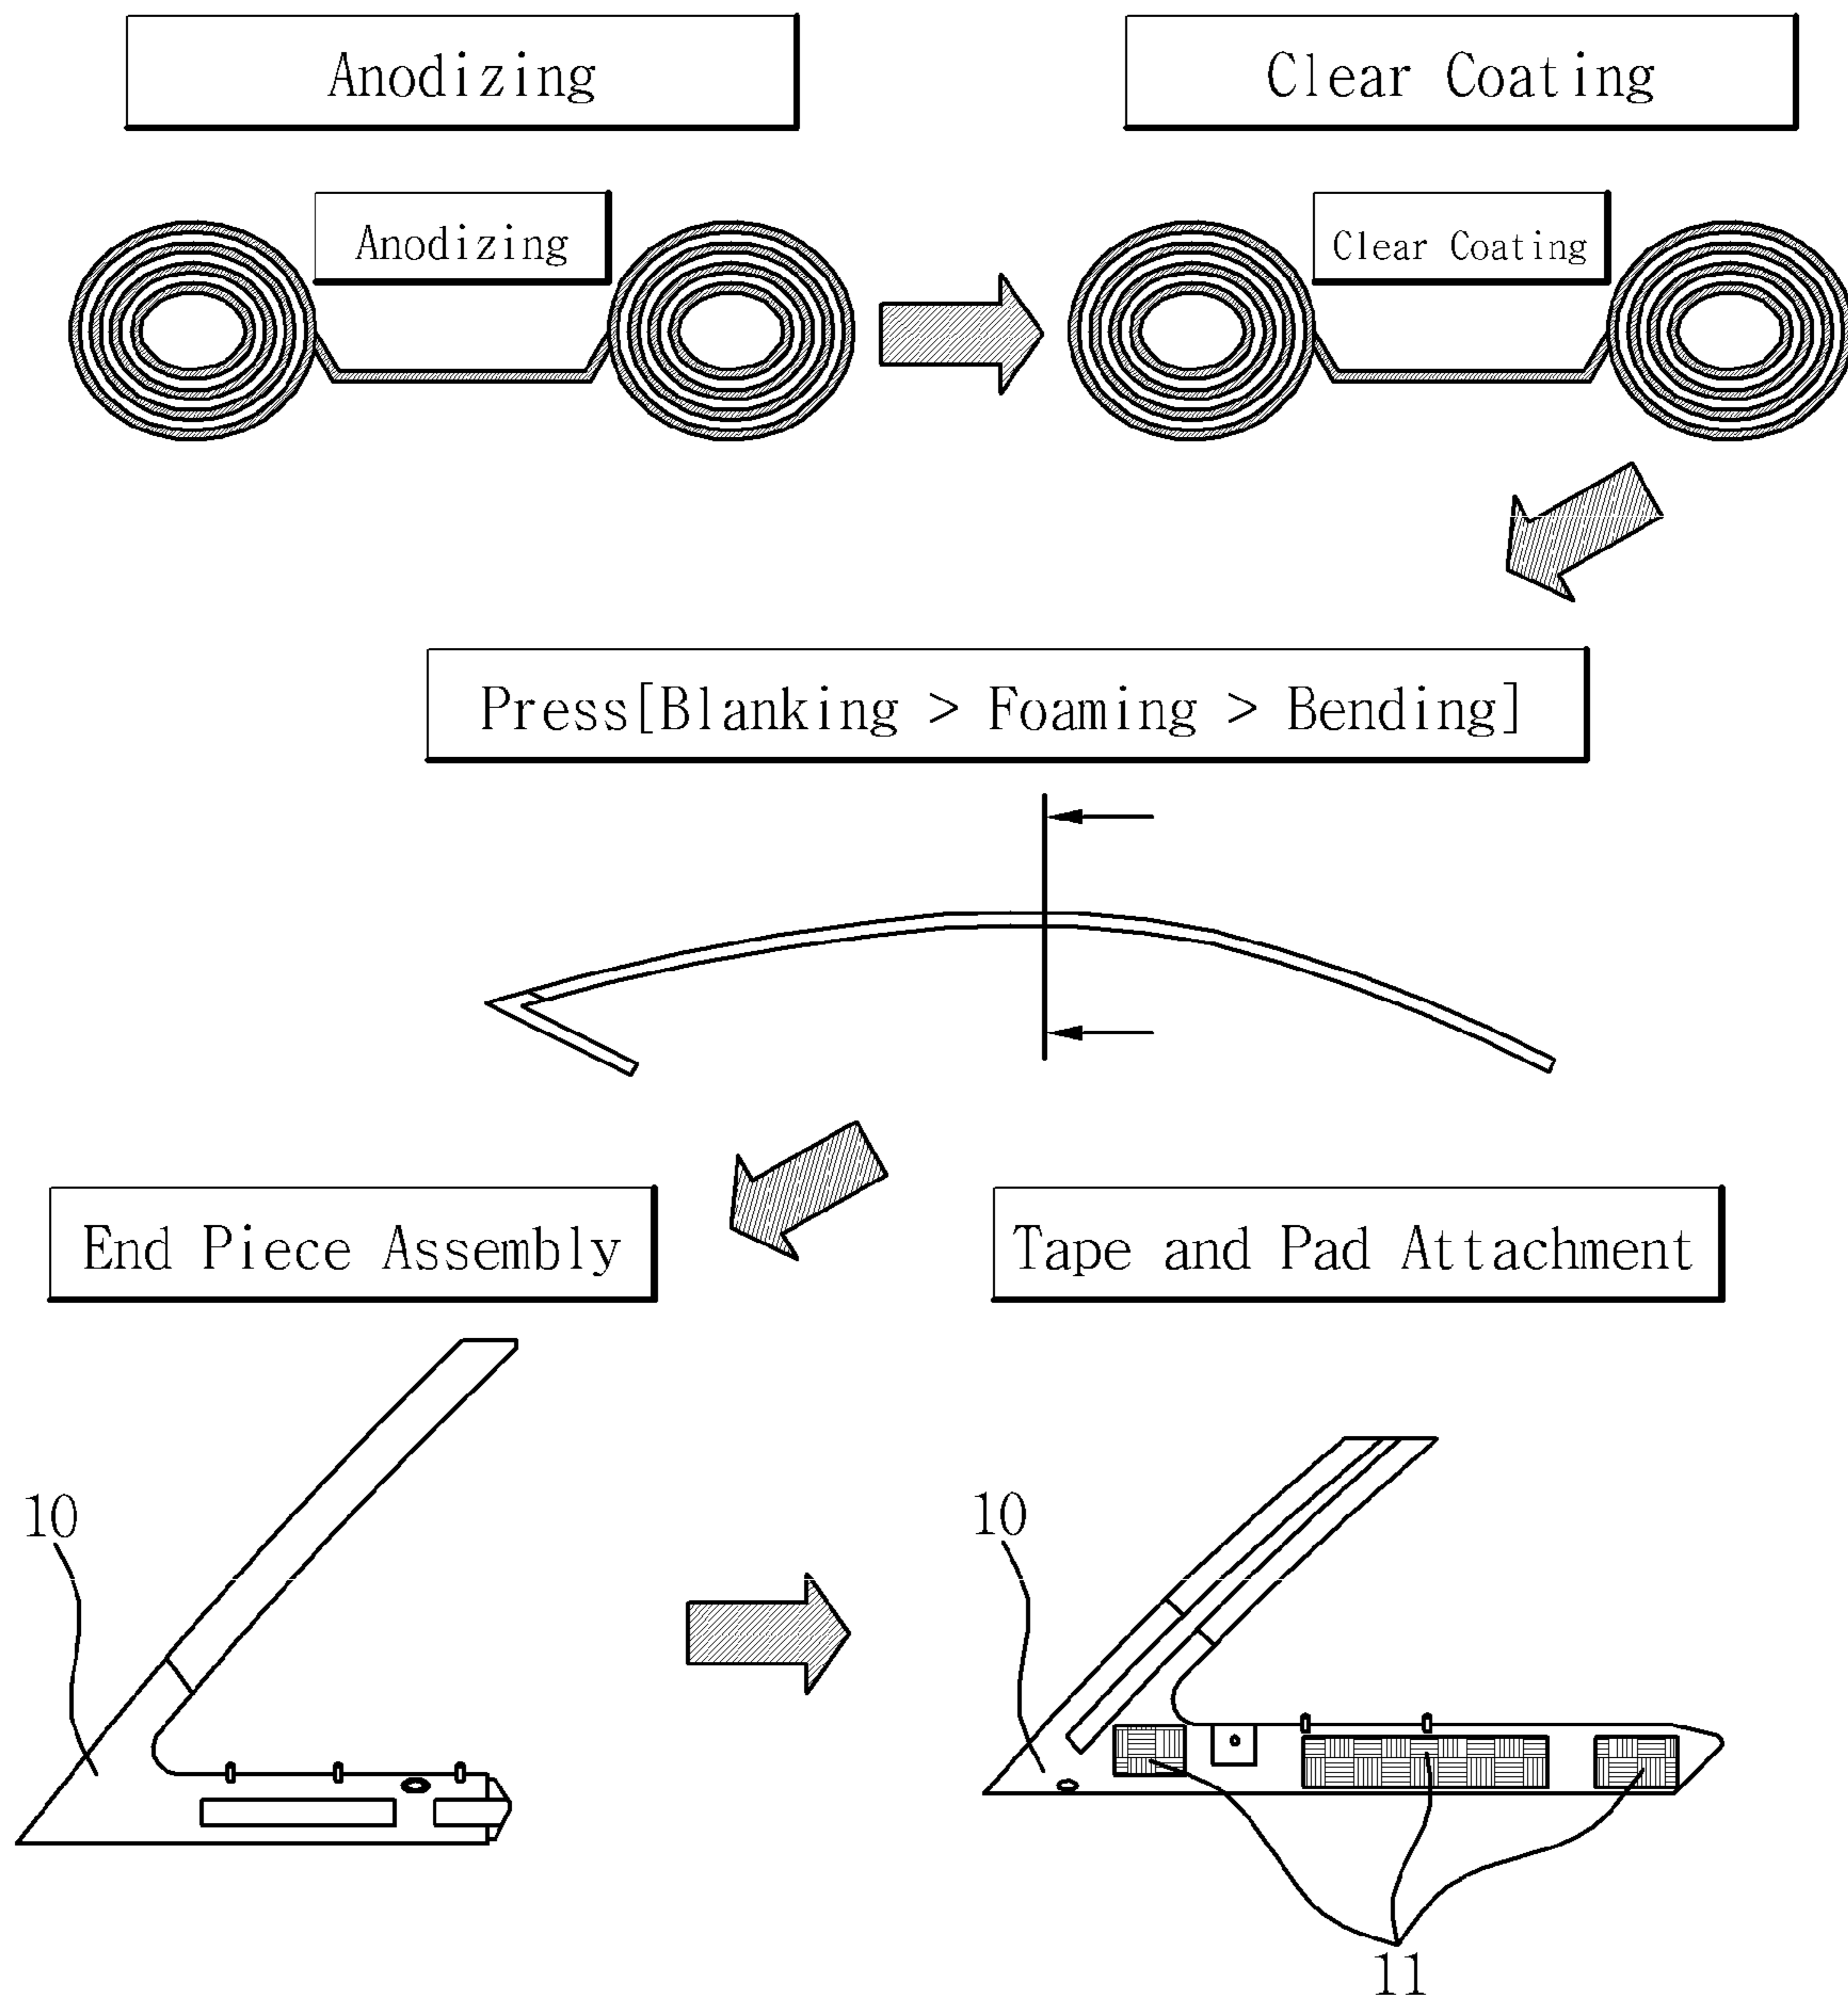 Anodizing
Clear Coating
Anodizing
Clear Coating
Press[Blanking > Foaming > Bending]
End Piece Assembly
Tape and Pad Attachment
10
10
11